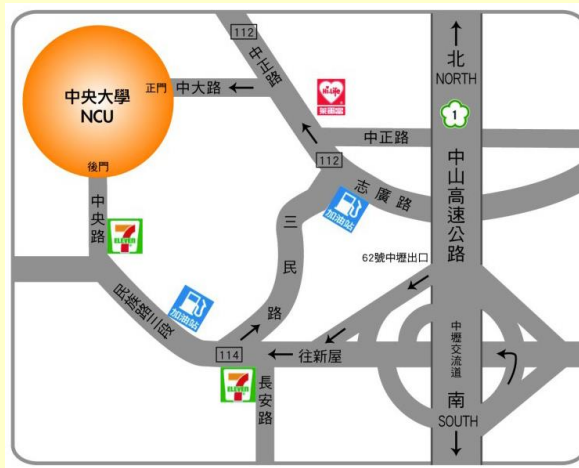 112
中正路
北
NORTH
正門
中大路
中央大學
NCU
Hi-Life
萊爾富
1
中正路
後門
112
志廣路
中山高速公路
加油站
中央路
7
ELEVEN
三民路
62號中壢出口
加油站
民族路三段
114
往新屋
中壢交流道
7
ELEVEN
長安路
南
SOUTH